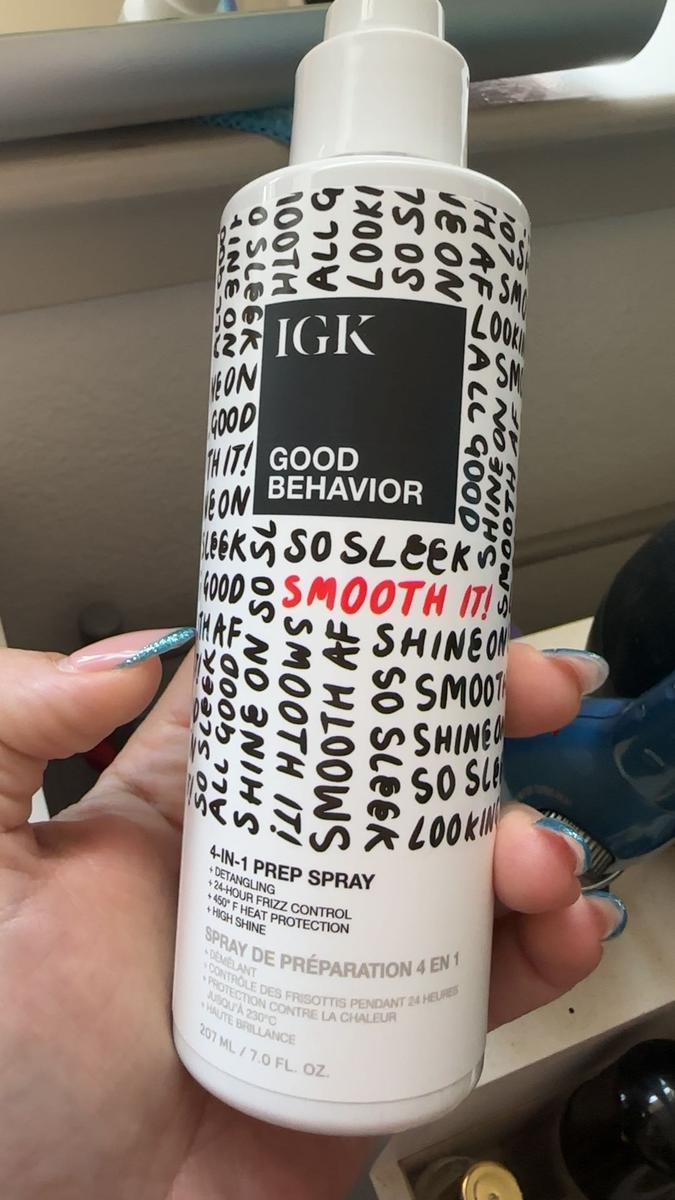 IGK
GOOD
BEHAVIOR
SO SLEEK
SMOOTH IT!
SHINE ON
SMOOTH AF
SO SLEEK
SMOOTH IT!
SHINE ON
ALL GOOD
SO SLEEK
LOOKIN
4-IN-1 PREP SPRAY
+ DETANGLING
+ 24-HOUR FRIZZ CONTROL
+ 450° F HEAT PROTECTION
+ HIGH SHINE
SPRAY DE PRÉPARATION 4 EN 1
+ DÉMÊLANT
+ CONTRÔLE DES FRISOTTIS PENDANT 24 HEURES
+ PROTECTION CONTRE LA CHALEUR
JUSQU'À 230°C
+ HAUTE BRILLANCE
207 ML / 7.0 FL. OZ.